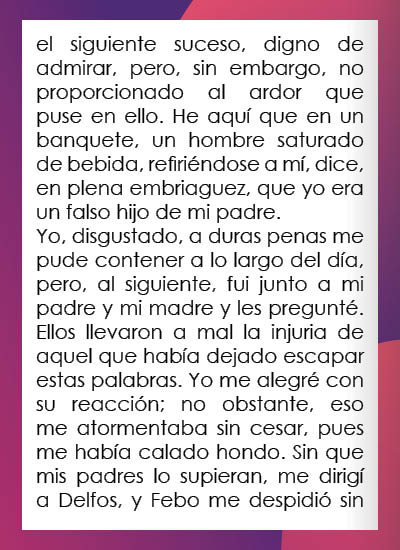 el siguiente suceso, digno de
admirar, pero, sin embargo, no
proporcionado al ardor que
puse en ello. He aquí que en un
banquete, un hombre saturado
de bebida, refiriéndose a mí, dice,
en plena embriaguez, que yo era
un falso hijo de mi padre.
Yo, disgustado, a duras penas me
pude contener a lo largo del día,
pero, al siguiente, fui junto a mi
padre y mi madre y les pregunté.
Ellos llevaron a mal la injuria de
aquel que había dejado escapar
estas palabras. Yo me alegré con
su reacción; no obstante, eso
me atormentaba sin cesar, pues
me había calado hondo. Sin que
mis padres lo supieran, me dirigí
a Delfos, y Febo me despidió sin